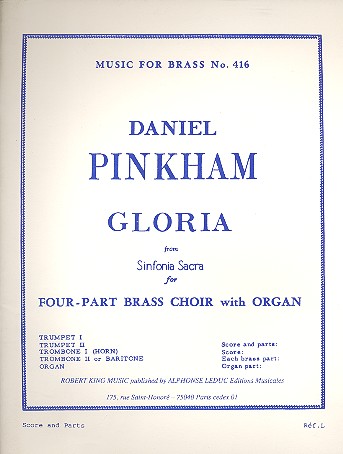 MUSIC FOR BRASS No. 416
DANIEL
PINKHAM
GLORIA
from
Sinfonia Sacra
for
FOUR-PART BRASS CHOIR with ORGAN
TRUMPET I
TRUMPET II Score and parts:
TROMBONE I (HORN) Score:
TROMBONE II or BARITONE Each brass part:
ORGAN Organ part:
ROBERT KING MUSIC published by ALPHONSE LEDUC Editions Musicales
175, rue Saint-Honoré – 75040 Paris cedex 01
Score and Parts Réf.L